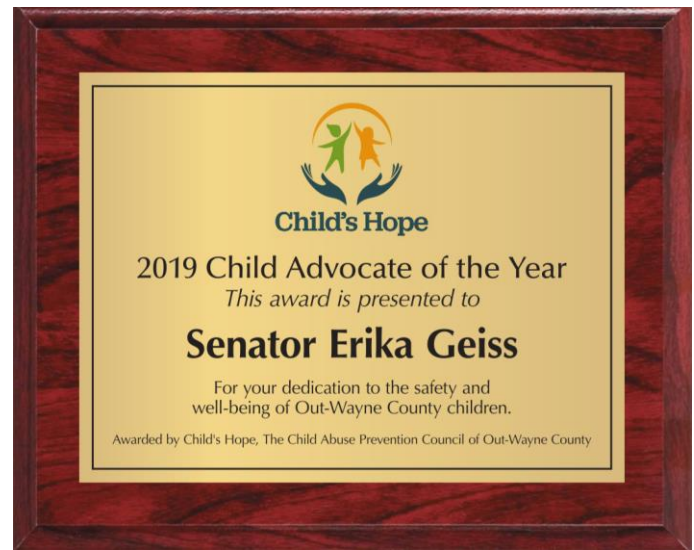 Child's Hope
2019 Child Advocate of the Year
This award is presented to
Senator Erika Geiss
For your dedication to the safety and
well-being of Out-Wayne County children.
Awarded by Child's Hope, The Child Abuse Prevention Council of Out-Wayne County